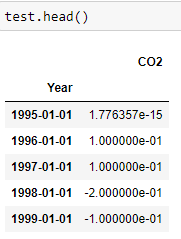 test.head()
CO2
Year
1995-01-01 1.776357e-15
1996-01-01 1.000000e-01
1997-01-01 1.000000e-01
1998-01-01 -2.000000e-01
1999-01-01 -1.000000e-01